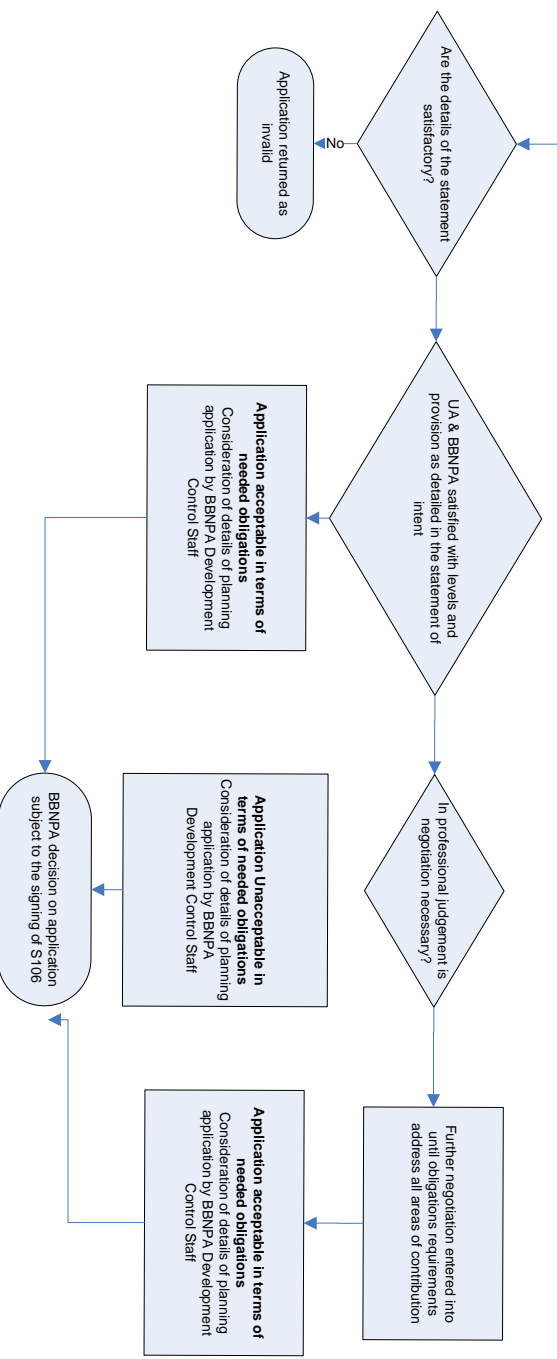 Are the details of the statement
satisfactory?
No
Application returned as
invalid
UA & BBNPA satisfied with levels and
provision as detailed in the statement of
intent
Application acceptable in terms of
needed obligations
Consideration of details of planning
application by BBNPA Development
Control Staff
In professional judgement is
negotiation necessary?
Application Unacceptable in
terms of needed obligations
Consideration of details of planning
application by BBNPA
Development Control Staff
BBNPA decision on application
subject to the signing of S106
Further negotiation entered into
until obligations requirements
address all areas of contribution
Application acceptable in terms of
needed obligations
Consideration of details of planning
application by BBNPA Development
Control Staff